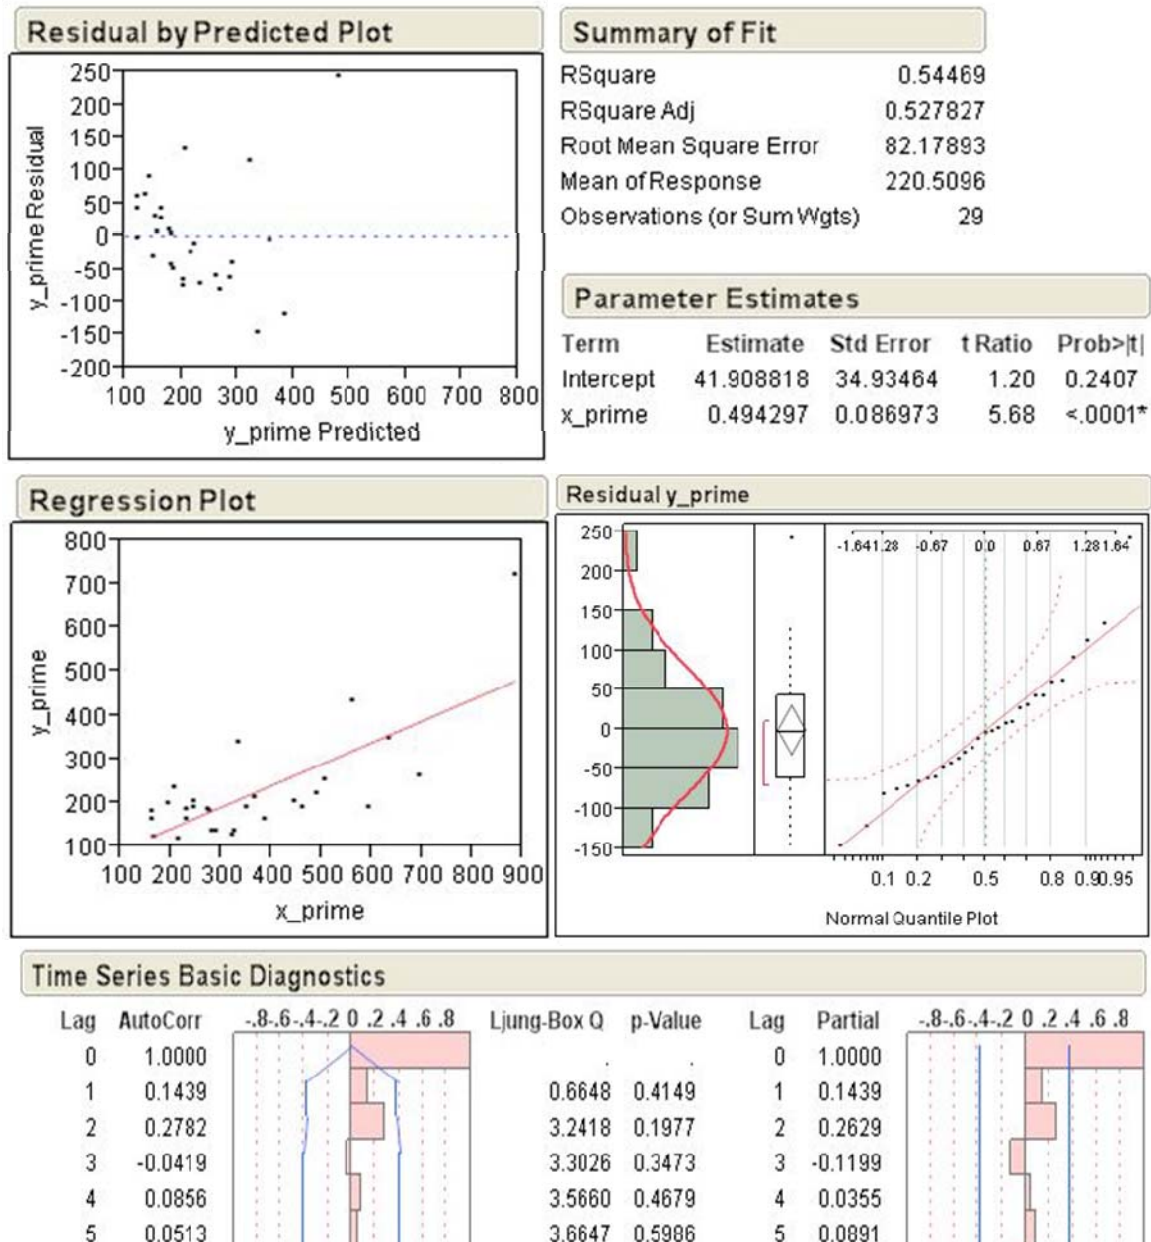 Residual by Predicted Plot
250
200
150
100
50
0
-50
-100
-150
-200
y_prime Residual
100 200 300 400 500 600 700 800
y_prime Predicted
Summary of Fit
RSquare 0.54469
RSquare Adj 0.527827
Root Mean Square Error 82.17893
Mean of Response 220.5096
Observations (or Sum Wgts) 29
Parameter Estimates
Term Estimate Std Error t Ratio Prob>|t|
Intercept 41.908818 34.93464 1.20 0.2407
x_prime 0.494297 0.086973 5.68 <.0001*
Regression Plot
800
700
600
500
400
300
200
100
y_prime
100 200 300 400 500 600 700 800 900
x_prime
Residual y_prime
250
200
150
100
50
0
-50
-100
-150
-1.64 1.28 -0.67 0.0 0.67 1.28 1.64
0.1 0.2 0.5 0.8 0.90.95
Normal Quantile Plot
Time Series Basic Diagnostics
Lag AutoCorr -.8-.6-.4-.2 0 .2 .4 .6 .8 Ljung-Box Q p-Value Lag Partial -.8-.6-.4-.2 0 .2 .4 .6 .8
0 1.0000 . . 0 1.0000
1 0.1439 0.6648 0.4149 1 0.1439
2 0.2782 3.2418 0.1977 2 0.2629
3 -0.0419 3.3026 0.3473 3 -0.1199
4 0.0856 3.5660 0.4679 4 0.0355
5 0.0513 3.6647 0.5986 5 0.0891